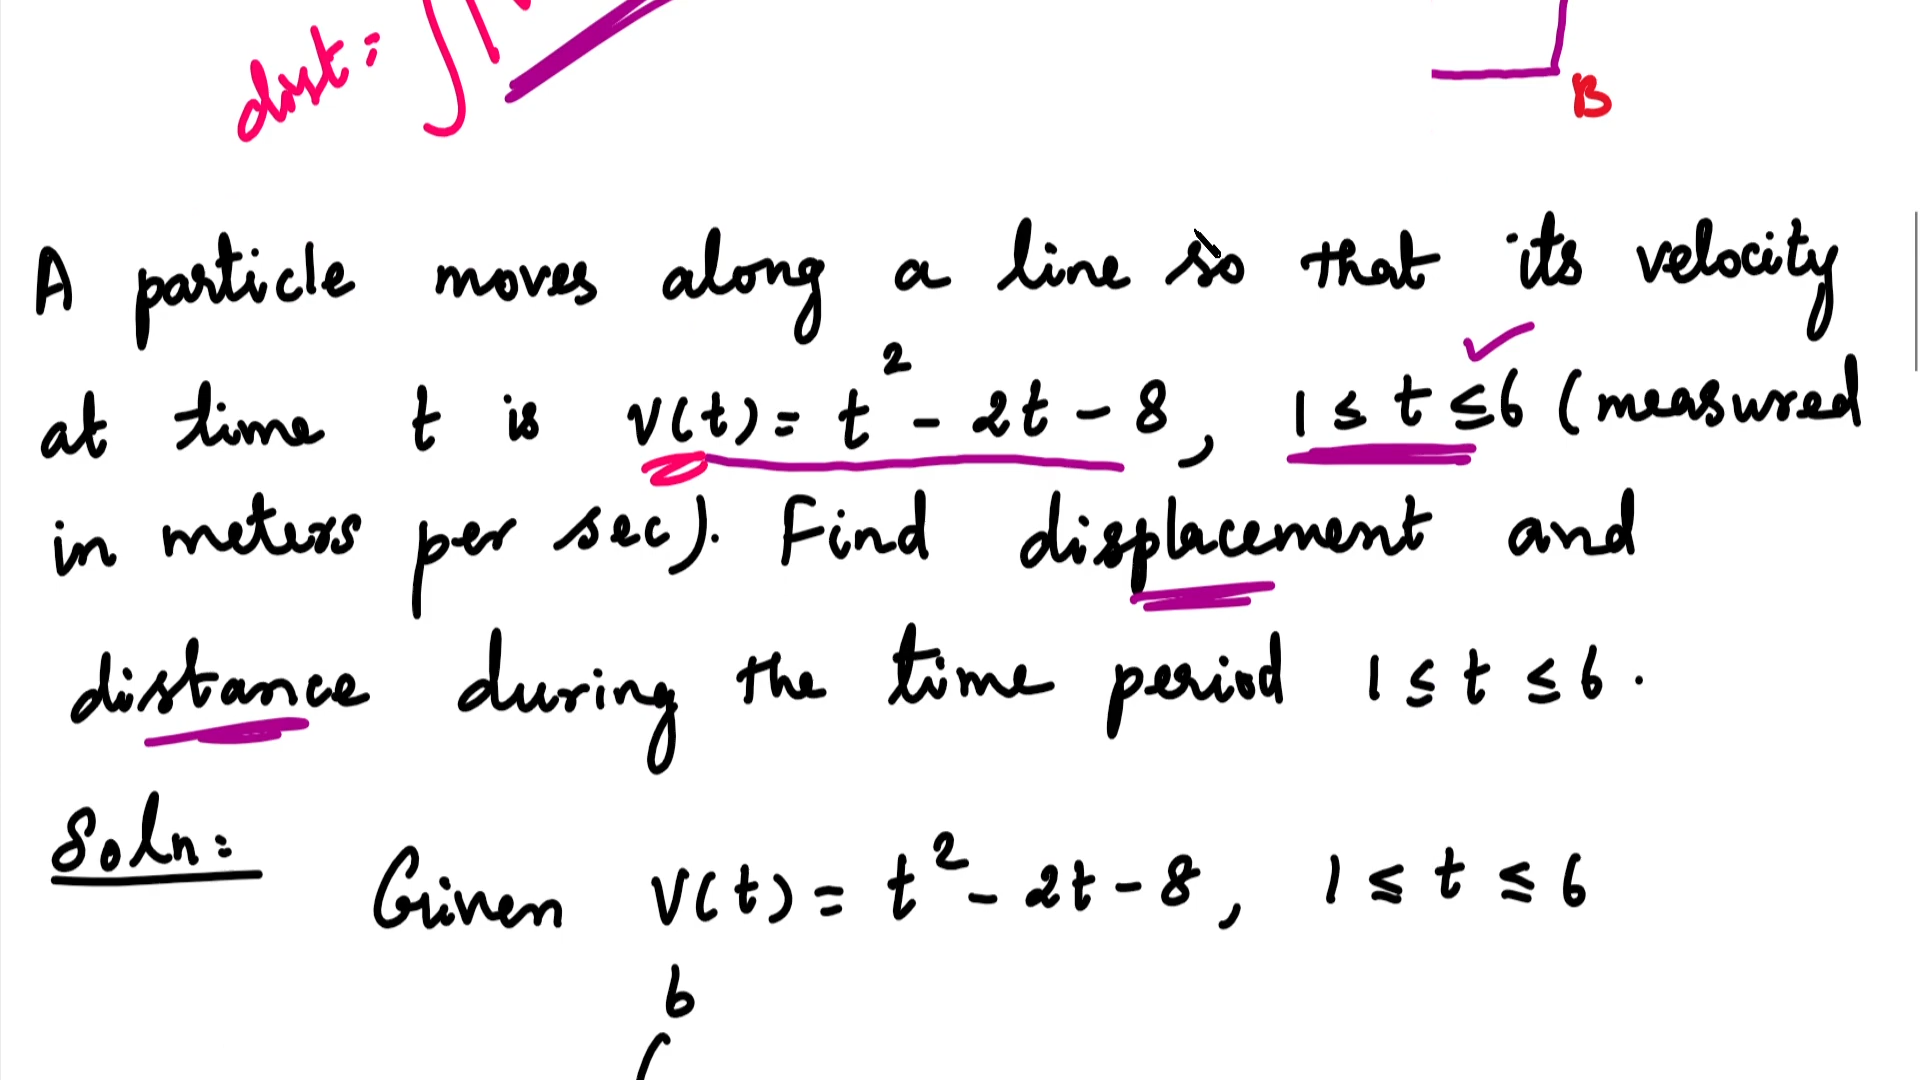 dist = ∫|
B
A particle moves along a line so that its velocity
at time t is v(t) = t² - 2t - 8, 1 ≤ t ≤ 6 (measured
in meters per sec). Find displacement and
distance during the time period 1 ≤ t ≤ 6.
Soln:
Given v(t) = t² - 2t - 8, 1 ≤ t ≤ 6
b